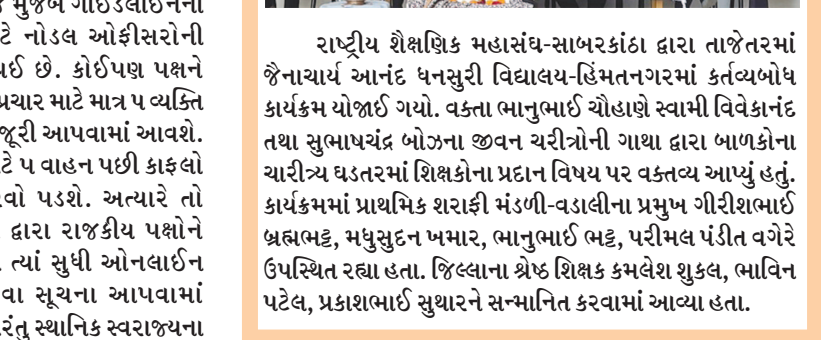 મુજબ ગાઈડલાઈનના
ટે નોડલ ઓફીસરોની
ઈ છે. કોઈપણ પક્ષને
પ્રચાર માટે માત્ર ૫ વ્યક્તિ
જૂરી આપવામાં આવશે.
ટે ૫ વાહન પછી કાફલો
વો પડશે. અત્યારે તો
દ્વારા રાજકીય પક્ષોને
ત્યાં સુધી ઓનલાઈન
વા સૂચના આપવામાં
રંતુ સ્થાનિક સ્વરાજ્યના
રાષ્ટ્રીય શૈક્ષણિક મહાસંઘ-સાબરકાંઠા દ્વારા તાજેતરમાં
જૈનાચાર્ય આનંદ ધનસુરી વિદ્યાલય-હિંમતનગરમાં કર્તવ્યબોધ
કાર્યક્રમ યોજાઈ ગયો. વક્તા ભાનુભાઈ ચૌહાણે સ્વામી વિવેકાનંદ
તથા સુભાષચંદ્ર બોઝના જીવન ચરીત્રોની ગાથા દ્વારા બાળકોના
ચારીત્ર્ય ઘડતરમાં શિક્ષકોના પ્રદાન વિષય પર વક્તવ્ય આપ્યું હતું.
કાર્યક્રમમાં પ્રાથમિક શરાફી મંડળી-વડાલીના પ્રમુખ ગીરીશભાઈ
બ્રહ્મભટ્ટ, મધુસુદન ખમાર, ભાનુભાઈ ભટ્ટ, પરીમલ પંડીત વગેરે
ઉપસ્થિત રહ્યા હતા. જિલ્લાના શ્રેષ્ઠ શિક્ષક કમલેશ શુકલ, ભાવિન
પટેલ, પ્રકાશભાઈ સુથારને સન્માનિત કરવામાં આવ્યા હતા.